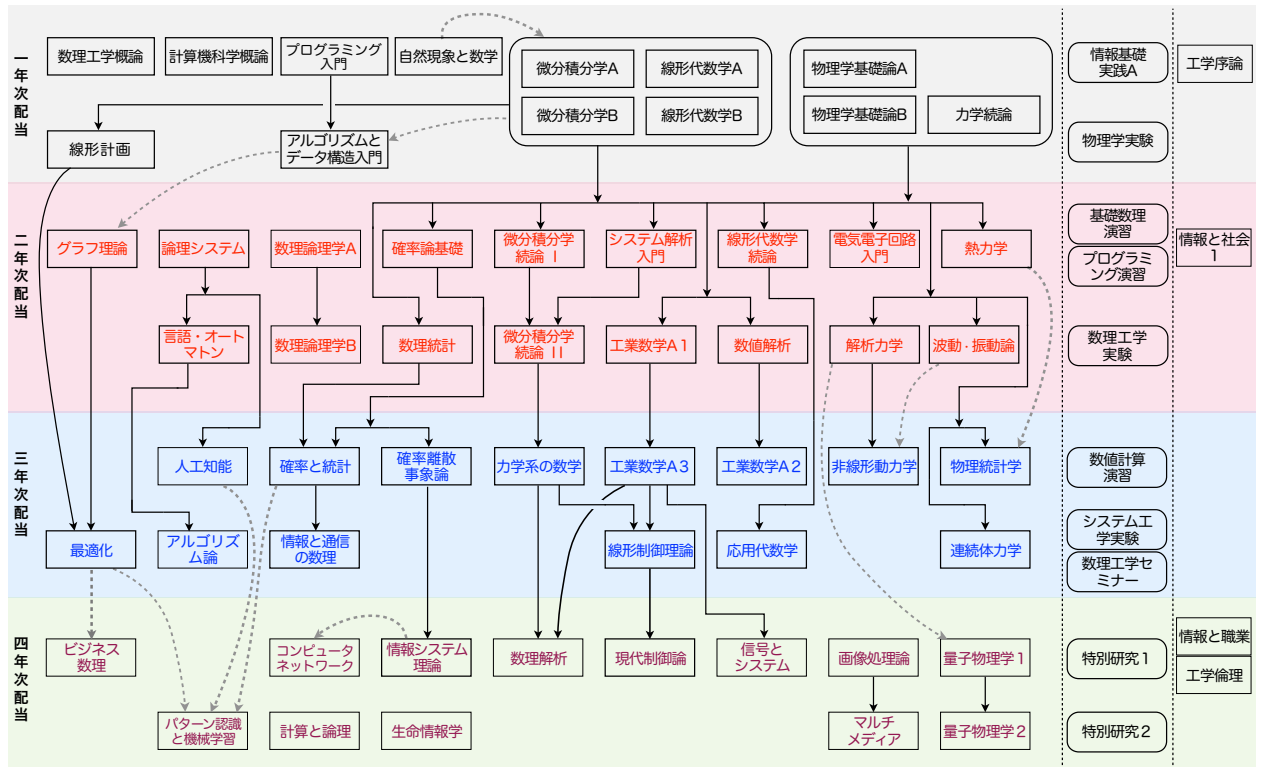 一年次配当
数理工学概論
計算機科学概論
プログラミング
入門
自然現象と数学
微分積分学A
線形代数学A
微分積分学B
線形代数学B
物理学基礎論A
物理学基礎論B
力学続論
線形計画
アルゴリズムと
データ構造入門
情報基礎
実践A
物理学実験
工学序論
二年次配当
グラフ理論
論理システム
数理論理学A
確率論基礎
微分積分学
続論 I
システム解析
入門
線形代数学
続論
電気電子回路
入門
熱力学
言語・オート
マトン
数理論理学B
数理統計
微分積分学
続論 II
工業数学A1
数値解析
解析力学
波動・振動論
基礎数理
演習
プログラミ
ング演習
数理工学
実験
情報と社会
1
三年次配当
人工知能
確率と統計
確率離散
事象論
力学系の数学
工業数学A3
工業数学A2
非線形動力学
物理統計学
最適化
アルゴリズ
ム論
情報と通信
の数理
線形制御理論
応用代数学
連続体力学
数値計算
演習
システム工
学実験
数理工学セ
ミナー
四年次配当
ビジネス
数理
コンピュータ
ネットワーク
情報システム
理論
数理解析
現代制御論
信号と
システム
画像処理論
量子物理学1
パターン認識
と機械学習
計算と論理
生命情報学
マルチ
メディア
量子物理学2
特別研究1
特別研究2
情報と職業
工学倫理